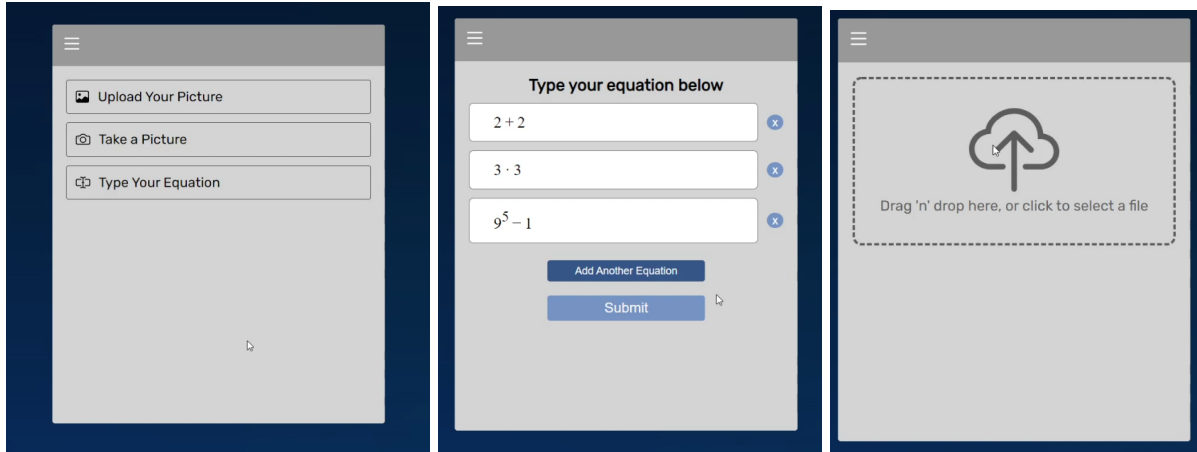 Upload Your Picture
Take a Picture
Type Your Equation
Type your equation below
2 + 2
x
3 · 3
x
9⁵ − 1
x
Add Another Equation
Submit
Drag 'n' drop here, or click to select a file